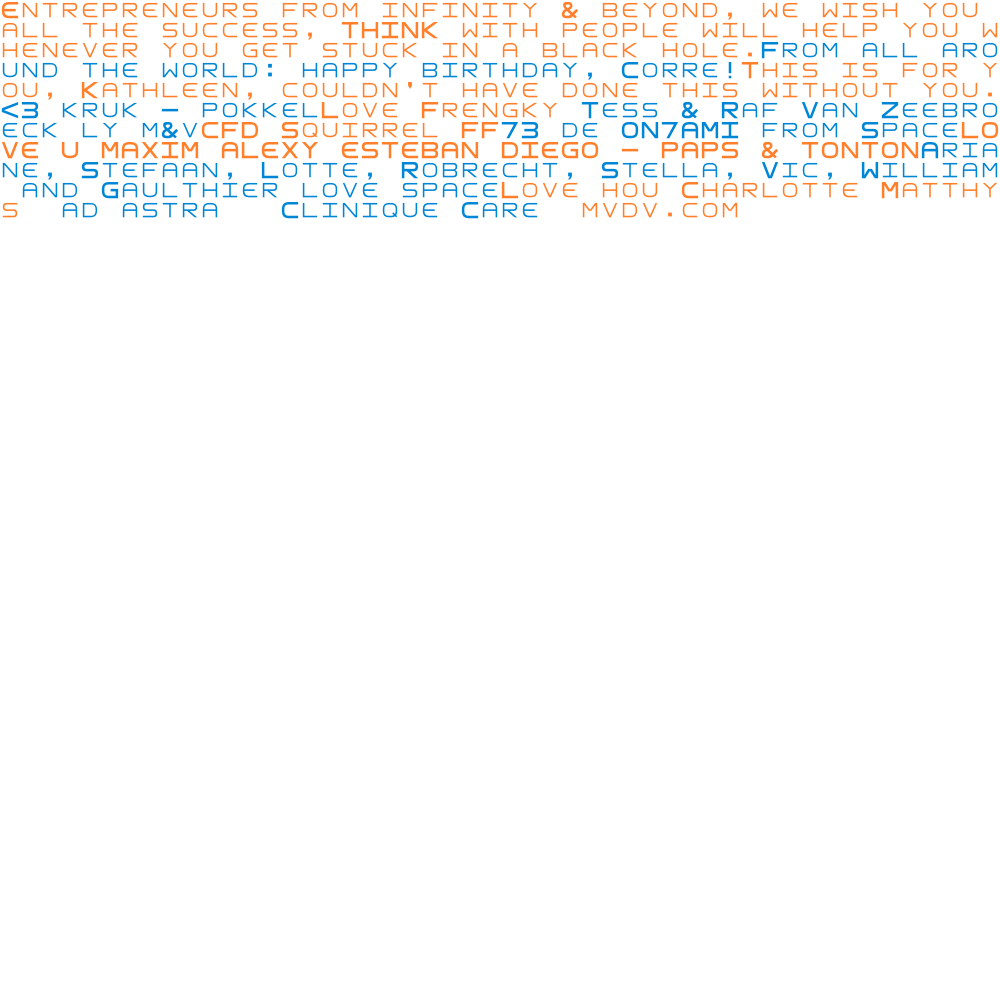 ENTREPRENEURS FROM INFINITY & BEYOND, WE WISH YOU
ALL THE SUCCESS, THINK WITH PEOPLE WILL HELP YOU W
HENEVER YOU GET STUCK IN A BLACK HOLE.FROM ALL ARO
UND THE WORLD: HAPPY BIRTHDAY, CORRE!THIS IS FOR Y
OU, KATHLEEN, COULDN'T HAVE DONE THIS WITHOUT YOU.
<3 KRUK – POKKELLOVE FRENGKY TESS & RAF VAN ZEEBRO
ECK LY M&VCFD SQUIRREL FF73 DE ON7AMI FROM SPACELO
VE U MAXIM ALEXY ESTEBAN DIEGO – PAPS & TONTONARIA
NE, STEFAAN, LOTTE, ROBRECHT, STELLA, VIC, WILLIAM
AND GAULTHIER LOVE SPACELOVE HOU CHARLOTTE MATTHY
S AD ASTRA CLINIQUE CARE MVDV.COM